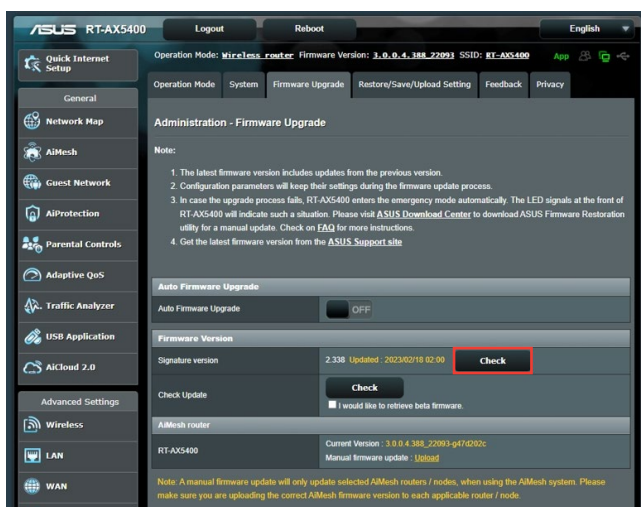 ASUS RT-AX5400 Logout Reboot English
Quick Internet Setup
General
Network Map
AiMesh
Guest Network
AiProtection
Parental Controls
Adaptive QoS
Traffic Analyzer
USB Application
AiCloud 2.0
Advanced Settings
Wireless
LAN
WAN
Operation Mode: Wireless router Firmware Version: 3.0.0.4.388_22093 SSID: RT-AX5400 App
Operation Mode System Firmware Upgrade Restore/Save/Upload Setting Feedback Privacy
Administration - Firmware Upgrade
Note:
1. The latest firmware version includes updates from the previous version.
2. Configuration parameters will keep their settings during the firmware update process.
3. In case the upgrade process fails, RT-AX5400 enters the emergency mode automatically. The LED signals at the front of
RT-AX5400 will indicate such a situation. Please visit ASUS Download Center to download ASUS Firmware Restoration
utility for a manual update. Check on FAQ for more instructions.
4. Get the latest firmware version from the ASUS Support site
Auto Firmware Upgrade
Auto Firmware Upgrade OFF
Firmware Version
Signature version 2.338 Updated : 2023/02/18 02:00 Check
Check Update Check
I would like to retrieve beta firmware.
AiMesh router
RT-AX5400 Current Version : 3.0.0.4.388_22093-g47d202c
Manual firmware update : Upload
Note: A manual firmware update will only update selected AiMesh routers / nodes, when using the AiMesh system. Please
make sure you are uploading the correct AiMesh firmware version to each applicable router / node.